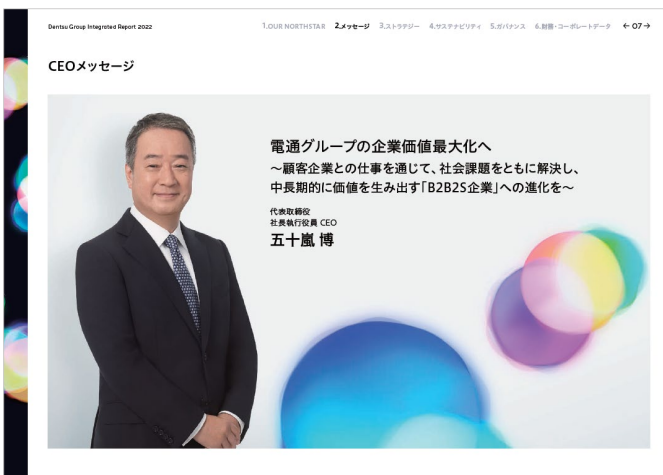 Dentsu Group Integrated Report 2022
1.OUR NORTHSTAR 2.メッセージ 3.ストラテジー 4.サステナビリティ 5.ガバナンス 6.財務・コーポレートデータ ← 07 →
CEOメッセージ
電通グループの企業価値最大化へ
～顧客企業との仕事を通じて、社会課題をともに解決し、
中長期的に価値を生み出す「B2B2S企業」への進化を～
代表取締役
社長執行役員 CEO
五十嵐 博